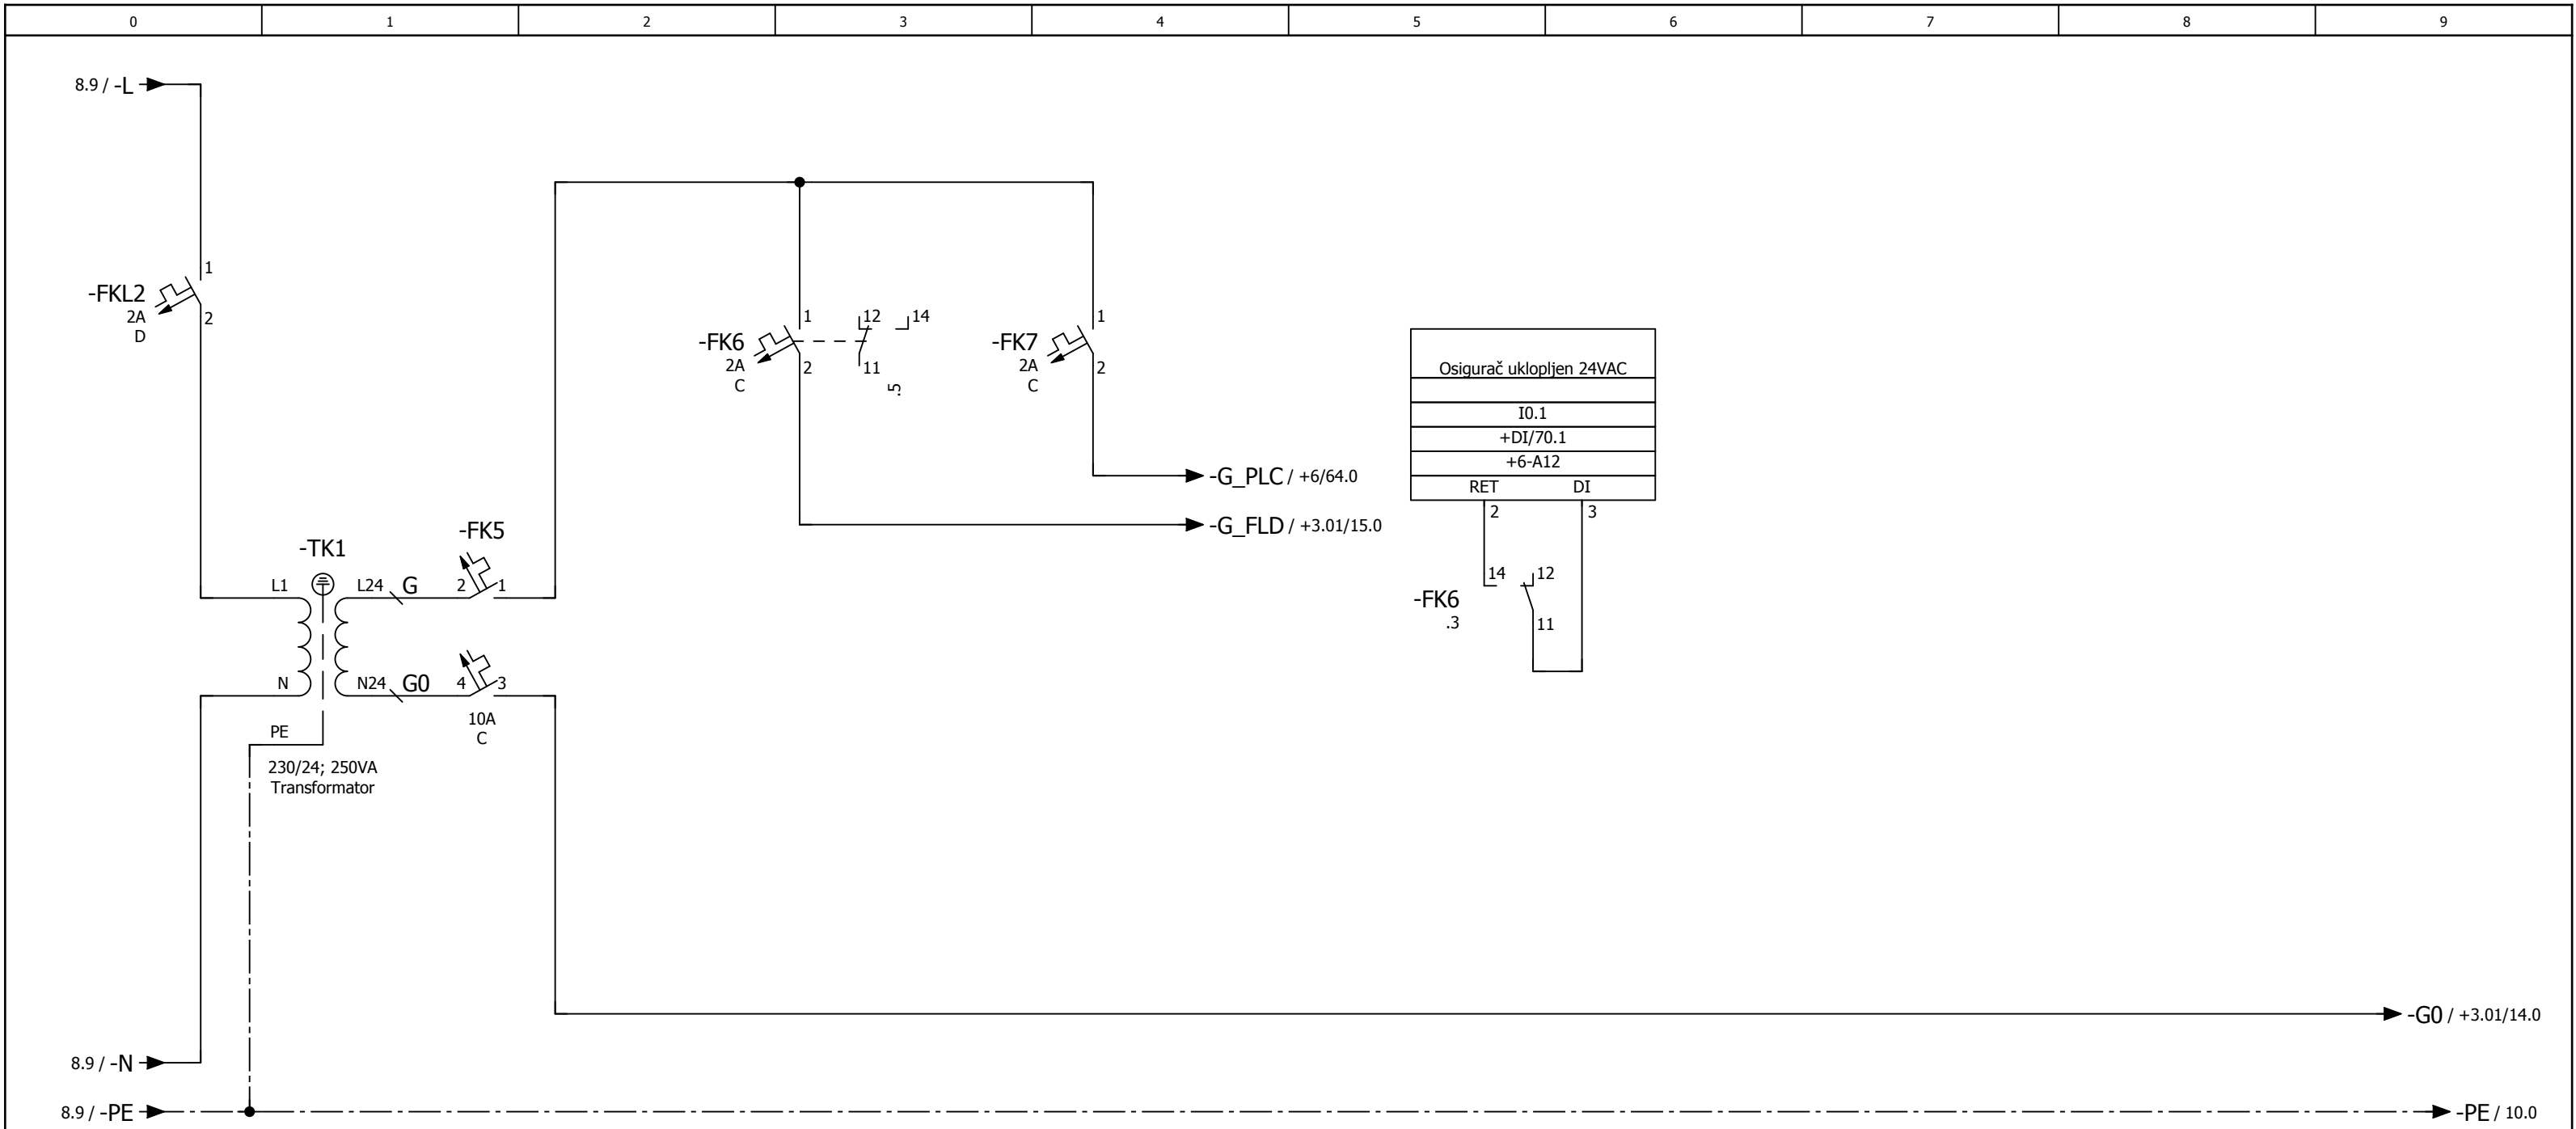 0 1 2 3 4 5 6 7 8 9
8.9 / -L
1
-FKL2
2A
D
2
1
12
14
-FK6
2A
C
2
11
.5
1
-FK7
2A
C
2
Osigurač uklopljen 24VAC
I0.1
+DI/70.1
+6-A12
RET DI
2 3
-G_PLC / +6/64.0
-G_FLD / +3.01/15.0
-FK5
-TK1
L1 L24 G 2 1
14 12
-FK6
.3
11
N N24 G0 4 3
10A
C
PE
230/24; 250VA
Transformator
-G0 / +3.01/14.0
8.9 / -N
8.9 / -PE
-PE / 10.0